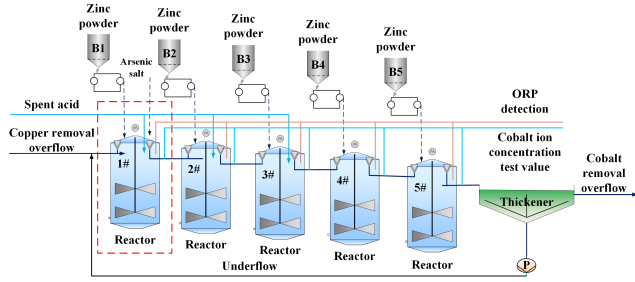 Zinc
powder
B1
Zinc
powder
B2
Zinc
powder
B3
Zinc
powder
B4
Zinc
powder
B5
Arsenic
salt
Spent acid
Copper removal
overflow
ORP
detection
Cobalt ion
concentration
test value
Cobalt
removal
overflow
1#
2#
3#
4#
5#
Thickener
Reactor
Reactor
Reactor
Reactor
Reactor
Underflow
P